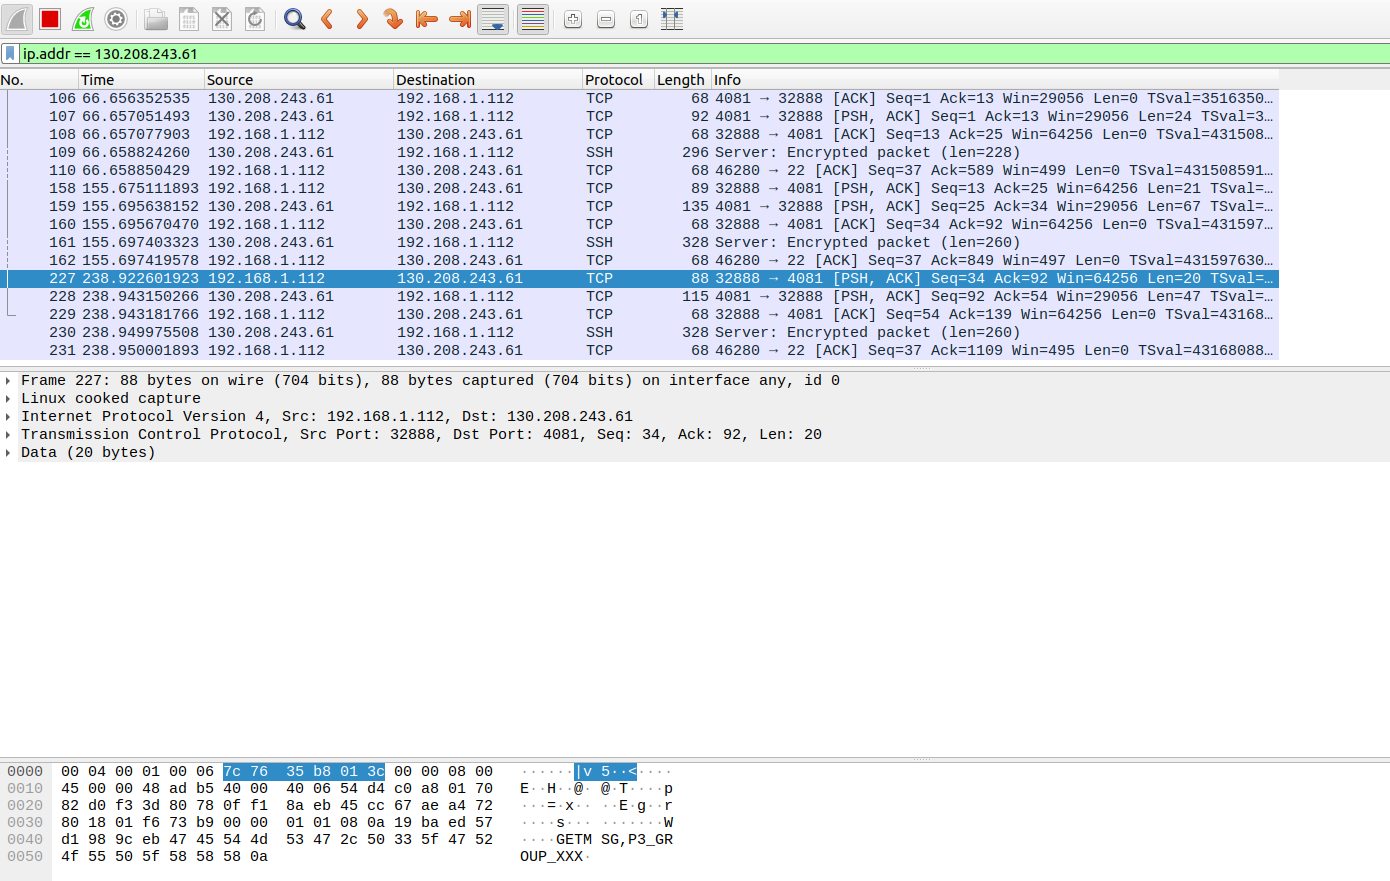 ip.addr == 130.208.243.61
No. Time Source Destination Protocol Length Info
106 66.656352535 130.208.243.61 192.168.1.112 TCP 68 4081 → 32888 [ACK] Seq=1 Ack=13 Win=29056 Len=0 TSval=3516350…
107 66.657051493 130.208.243.61 192.168.1.112 TCP 92 4081 → 32888 [PSH, ACK] Seq=1 Ack=13 Win=29056 Len=24 TSval=3…
108 66.657077903 192.168.1.112 130.208.243.61 TCP 68 32888 → 4081 [ACK] Seq=13 Ack=25 Win=64256 Len=0 TSval=431508…
109 66.658824260 130.208.243.61 192.168.1.112 SSH 296 Server: Encrypted packet (len=228)
110 66.658850429 192.168.1.112 130.208.243.61 TCP 68 46280 → 22 [ACK] Seq=37 Ack=589 Win=499 Len=0 TSval=431508591…
158 155.675111893 192.168.1.112 130.208.243.61 TCP 89 32888 → 4081 [PSH, ACK] Seq=13 Ack=25 Win=64256 Len=21 TSval=…
159 155.695638152 130.208.243.61 192.168.1.112 TCP 135 4081 → 32888 [PSH, ACK] Seq=25 Ack=34 Win=29056 Len=67 TSval=…
160 155.695670470 192.168.1.112 130.208.243.61 TCP 68 32888 → 4081 [ACK] Seq=34 Ack=92 Win=64256 Len=0 TSval=431597…
161 155.697403323 130.208.243.61 192.168.1.112 SSH 328 Server: Encrypted packet (len=260)
162 155.697419578 192.168.1.112 130.208.243.61 TCP 68 46280 → 22 [ACK] Seq=37 Ack=849 Win=497 Len=0 TSval=431597630…
227 238.922601923 192.168.1.112 130.208.243.61 TCP 88 32888 → 4081 [PSH, ACK] Seq=34 Ack=92 Win=64256 Len=20 TSval=…
228 238.943150266 130.208.243.61 192.168.1.112 TCP 115 4081 → 32888 [PSH, ACK] Seq=92 Ack=54 Win=29056 Len=47 TSval=…
229 238.943181766 192.168.1.112 130.208.243.61 TCP 68 32888 → 4081 [ACK] Seq=54 Ack=139 Win=64256 Len=0 TSval=43168…
230 238.949975508 130.208.243.61 192.168.1.112 SSH 328 Server: Encrypted packet (len=260)
231 238.950001893 192.168.1.112 130.208.243.61 TCP 68 46280 → 22 [ACK] Seq=37 Ack=1109 Win=495 Len=0 TSval=43168088…
Frame 227: 88 bytes on wire (704 bits), 88 bytes captured (704 bits) on interface any, id 0
Linux cooked capture
Internet Protocol Version 4, Src: 192.168.1.112, Dst: 130.208.243.61
Transmission Control Protocol, Src Port: 32888, Dst Port: 4081, Seq: 34, Ack: 92, Len: 20
Data (20 bytes)
0000 00 04 00 01 00 06 7c 76 35 b8 01 3c 00 00 08 00 ······|v 5··<····
0010 45 00 00 48 ad b5 40 00 40 06 54 d4 c0 a8 01 70 E··H··@· @·T····p
0020 82 d0 f3 3d 80 78 0f f1 8a eb 45 cc 67 ae a4 72 ···=·x·· ··E·g··r
0030 80 18 01 f6 73 b9 00 00 01 01 08 0a 19 ba ed 57 ····s··· ·······W
0040 d1 98 9c eb 47 45 54 4d 53 47 2c 50 33 5f 47 52 ····GETM SG,P3_GR
0050 4f 55 50 5f 58 58 58 0a OUP_XXX·